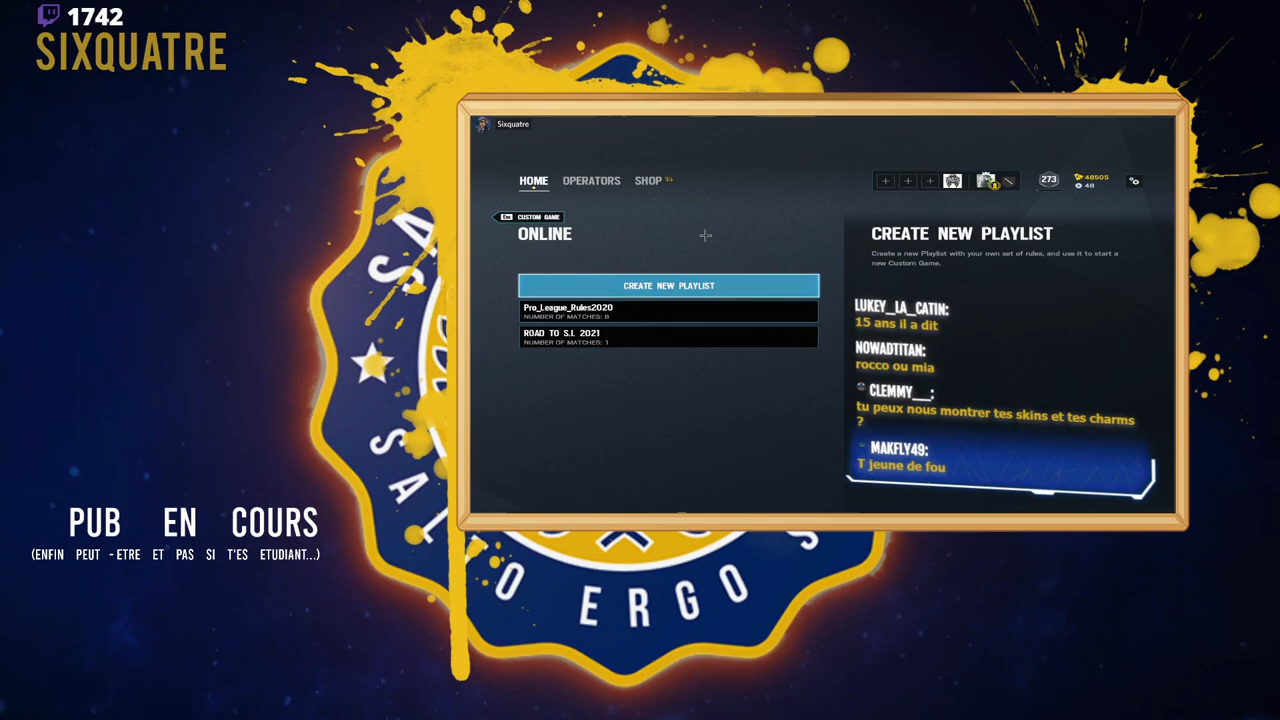 1742
SIXQUATRE
Sixquatre
HOME OPERATORS SHOP
273
48505
48
Esc CUSTOM GAME
ONLINE
CREATE NEW PLAYLIST
Pro_League_Rules2020
NUMBER OF MATCHES: 8
ROAD TO S.I. 2021
NUMBER OF MATCHES: 1
CREATE NEW PLAYLIST
Create a new Playlist with your own set of rules, and use it to start a
new Custom Game.
LUKEY_LA_CATIN:
15 ans il a dit
NOWADTITAN:
rocco ou mia
CLEMMY___:
tu peux nous montrer tes skins et tes charms
?
MAKFLY49:
T jeune de fou
PUB EN COURS
(ENFIN PEUT -ETRE ET PAS SI T'ES ETUDIANT...)
ERGO